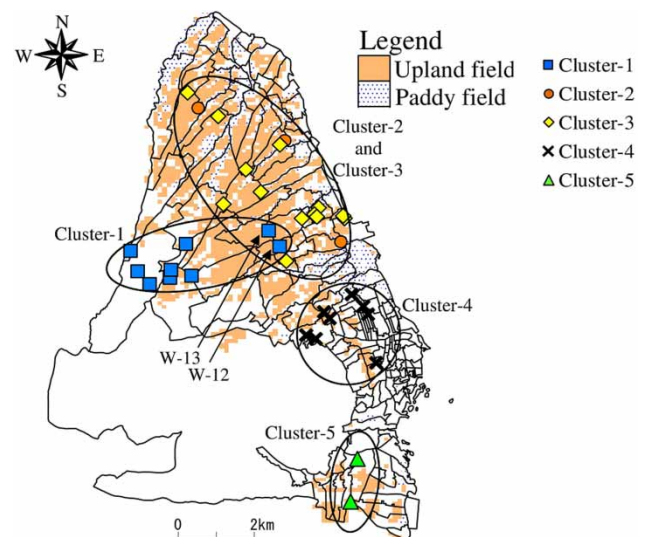 N
W E
S
Legend
Upland field
Paddy field
Cluster-1
Cluster-2
Cluster-3
Cluster-4
Cluster-5
Cluster-2
and
Cluster-3
Cluster-1
Cluster-4
W-13
W-12
Cluster-5
0 2km